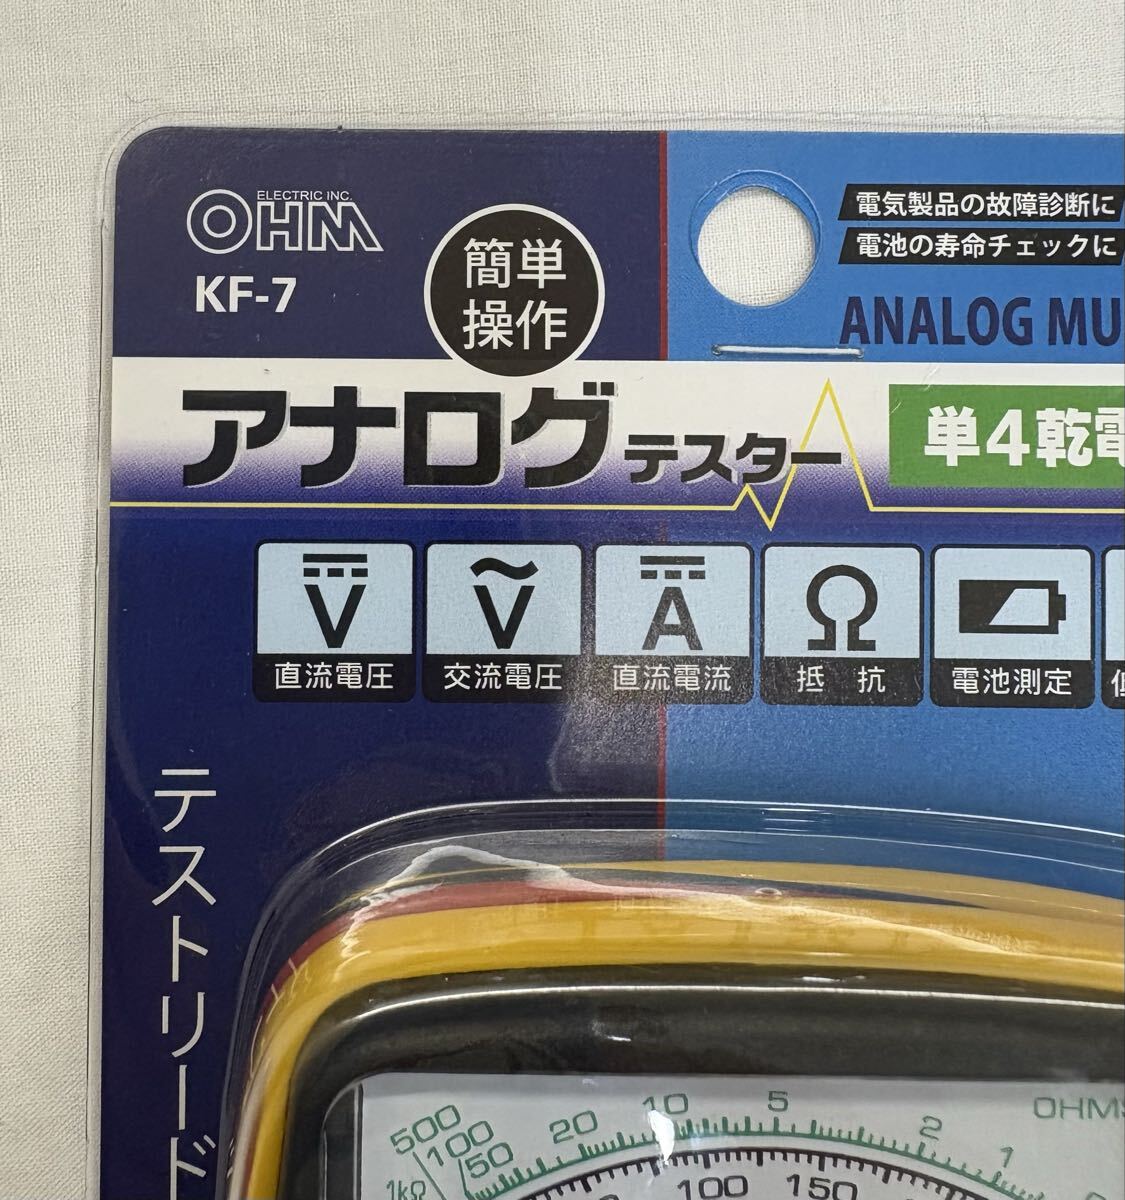 ELECTRIC INC.
OHM
KF-7
簡単
操作
電気製品の故障診断に
電池の寿命チェックに
ANALOG MU
アナログテスター
単4乾電
V
直流電圧
V
交流電圧
A
直流電流
Ω
抵 抗
電池測定
テストリード
OHMS
500
100
50
20
10
5
2
1
1kΩ
100
150